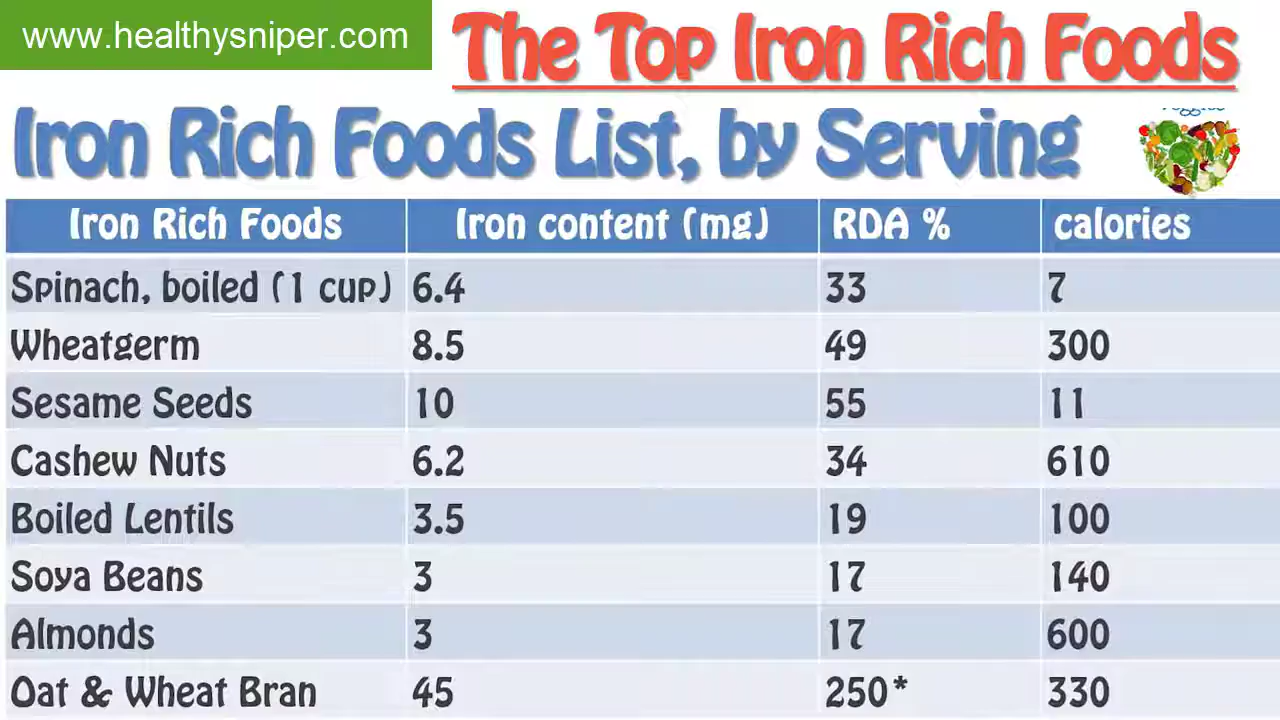 www.healthysniper.com
The Top Iron Rich Foods
Iron Rich Foods List, by Serving
Iron Rich Foods Iron content (mg) RDA % calories
Spinach, boiled (1 cup) 6.4 33 7
Wheatgerm 8.5 49 300
Sesame Seeds 10 55 11
Cashew Nuts 6.2 34 610
Boiled Lentils 3.5 19 100
Soya Beans 3 17 140
Almonds 3 17 600
Oat & Wheat Bran 45 250* 330